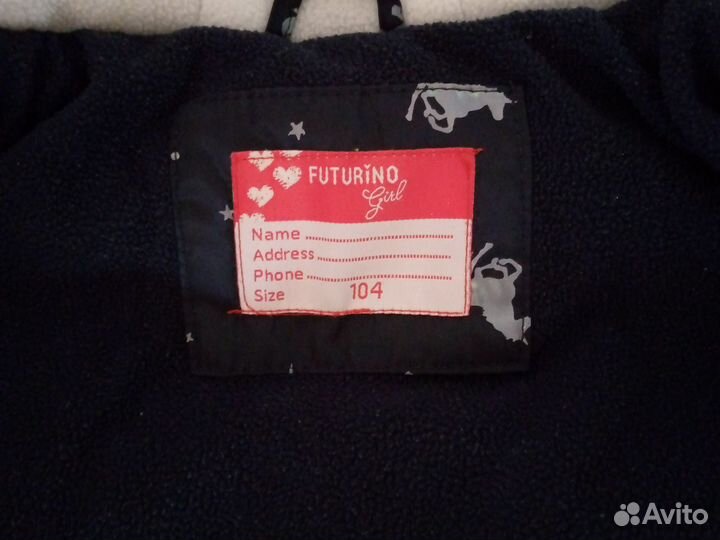 FUTURINO
Girl
Name
Address
Phone
Size 104
Avito